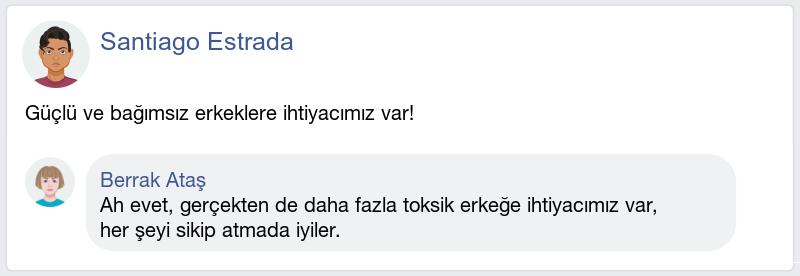 Santiago Estrada
Güçlü ve bağımsız erkeklere ihtiyacımız var!
Berrak Ataş
Ah evet, gerçekten de daha fazla toksik erkeğe ihtiyacımız var,
her şeyi sikip atmada iyiler.